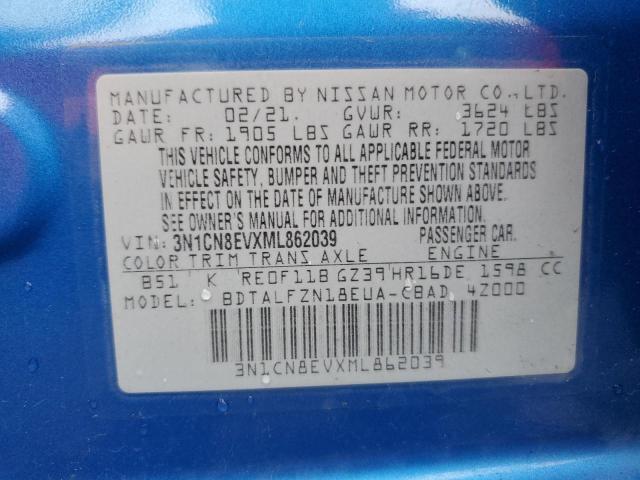 MANUFACTURED BY NISSAN MOTOR CO., LTD.
DATE: 02/21. GVWR: 3624 LBS
GAWR FR: 1905 LBS GAWR RR: 1720 LBS
THIS VEHICLE CONFORMS TO ALL APPLICABLE FEDERAL MOTOR
VEHICLE SAFETY, BUMPER AND THEFT PREVENTION STANDARDS
IN EFFECT ON THE DATE OF MANUFACTURE SHOWN ABOVE.
SEE OWNER'S MANUAL FOR ADDITIONAL INFORMATION.
VIN: 3N1CN8EVXML862039 PASSENGER CAR.
COLOR TRIM TRANS AXLE ENGINE
B51 K RE0F11B GZ39 HR16DE 1598 CC
MODEL: BDTALFZN18EUA-CBAD 4Z000
3N1CN8EVXML862039